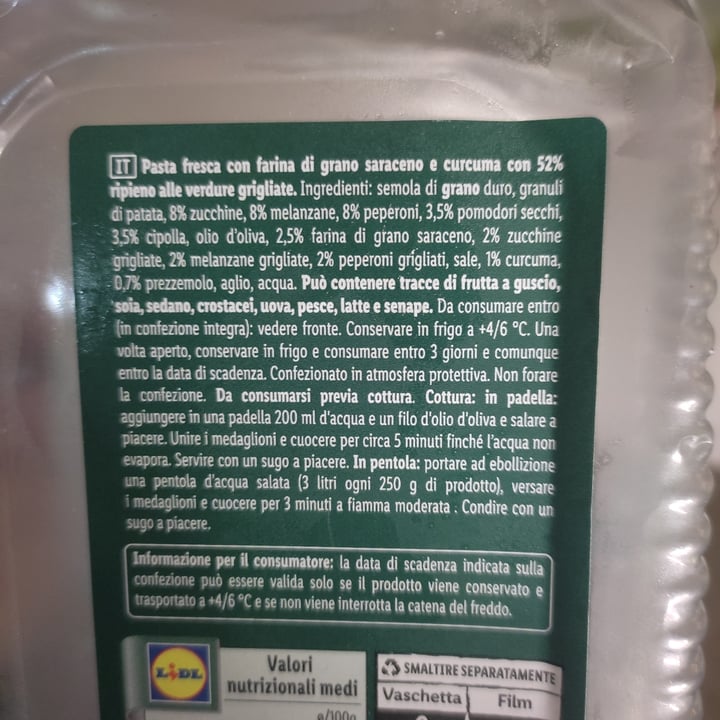 IT Pasta fresca con farina di grano saraceno e curcuma con 52%
ripieno alle verdure grigliate. Ingredienti: semola di grano duro, granuli
di patata, 8% zucchine, 8% melanzane, 8% peperoni, 3,5% pomodori secchi,
3,5% cipolla, olio d'oliva, 2,5% farina di grano saraceno, 2% zucchine
grigliate, 2% melanzane grigliate, 2% peperoni grigliati, sale, 1% curcuma,
0,7% prezzemolo, aglio, acqua. Può contenere tracce di frutta a guscio,
soia, sedano, crostacei, uova, pesce, latte e senape. Da consumare entro
(in confezione integra): vedere fronte. Conservare in frigo a +4/6 °C. Una
volta aperto, conservare in frigo e consumare entro 3 giorni e comunque
entro la data di scadenza. Confezionato in atmosfera protettiva. Non forare
la confezione. Da consumarsi previa cottura. Cottura: in padella:
aggiungere in una padella 200 ml d'acqua e un filo d'olio d'oliva e salare a
piacere. Unire i medaglioni e cuocere per circa 5 minuti finché l'acqua non
evapora. Servire con un sugo a piacere. In pentola: portare ad ebollizione
una pentola d'acqua salata (3 litri ogni 250 g di prodotto), versare
i medaglioni e cuocere per 3 minuti a fiamma moderata . Condire con un
sugo a piacere.
Informazione per il consumatore: la data di scadenza indicata sulla
confezione può essere valida solo se il prodotto viene conservato e
trasportato a +4/6 °C e se non viene interrotta la catena del freddo.
LIDL
Valori
nutrizionali medi
ø/100g
SMALTIRE SEPARATAMENTE
Vaschetta Film